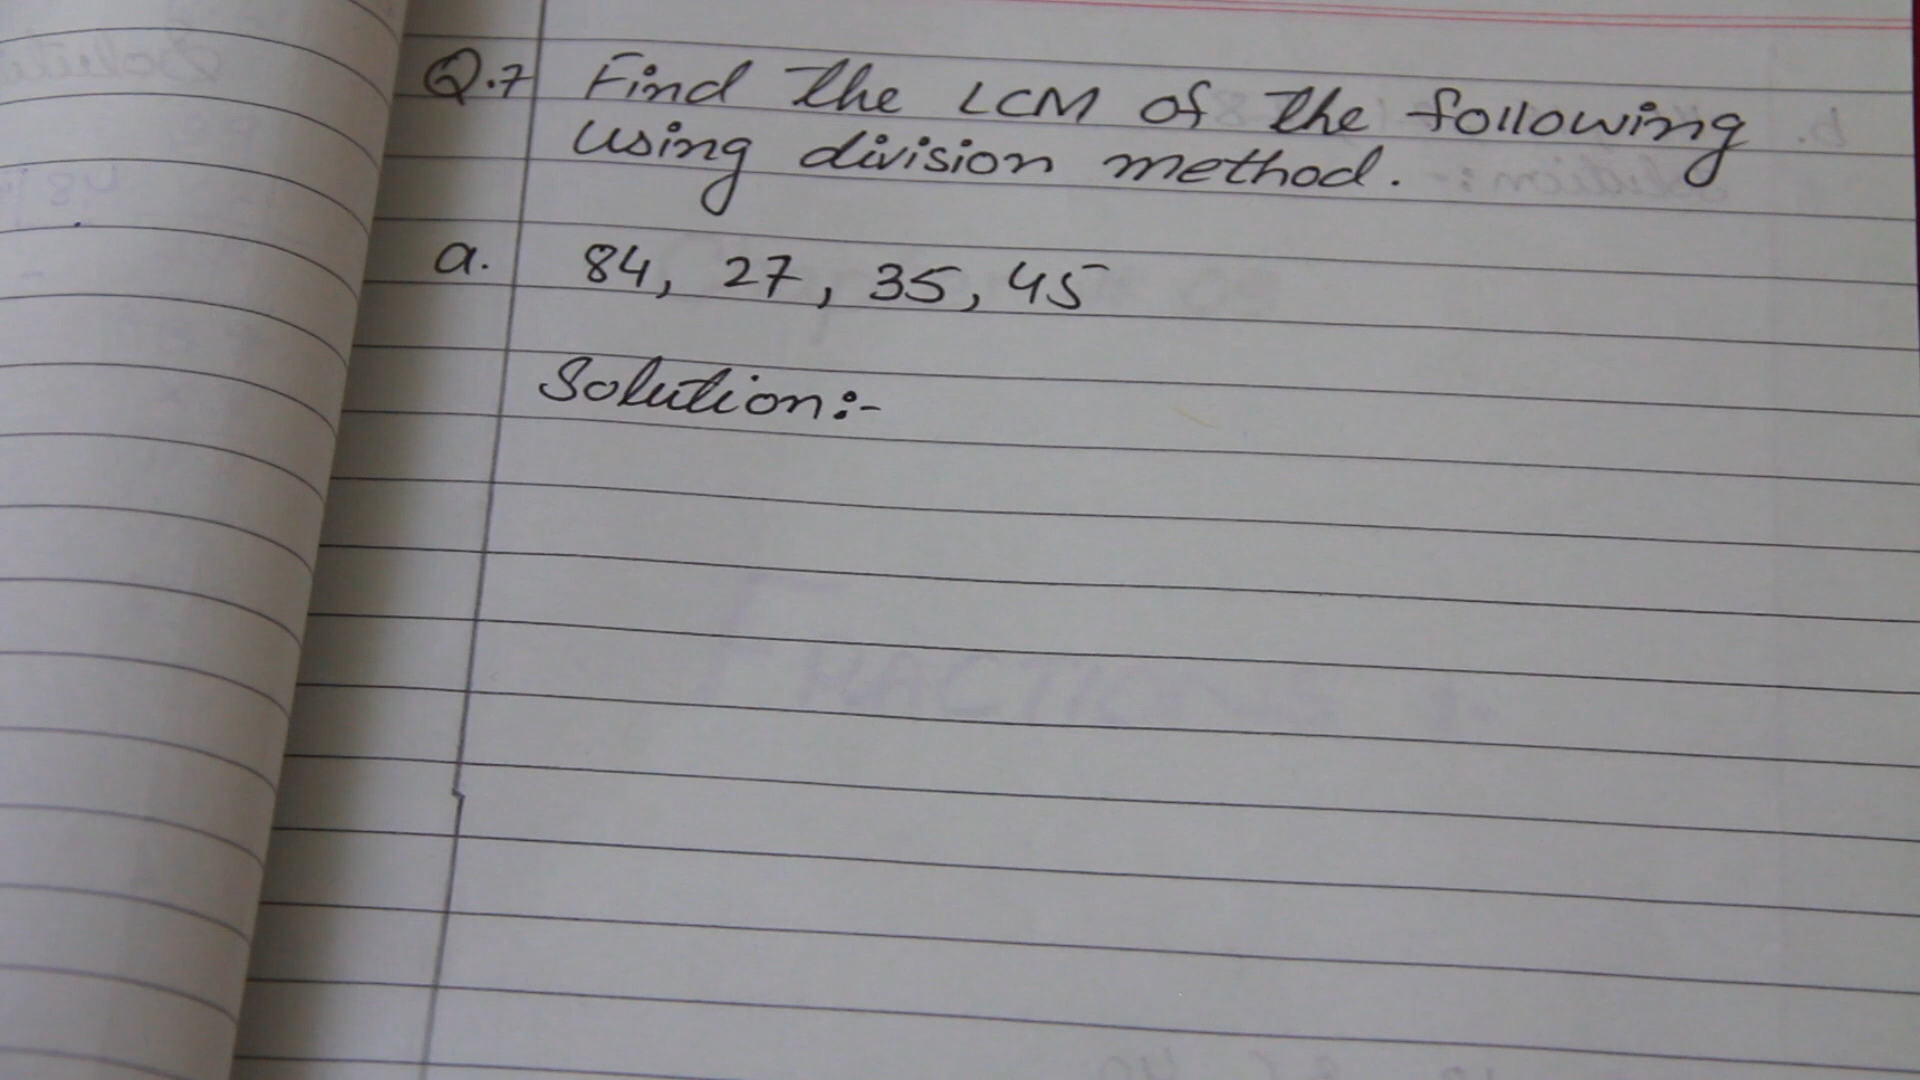 Q.7 Find the LCM of the following
using division method.
a. 84, 27, 35, 45
Solution:-